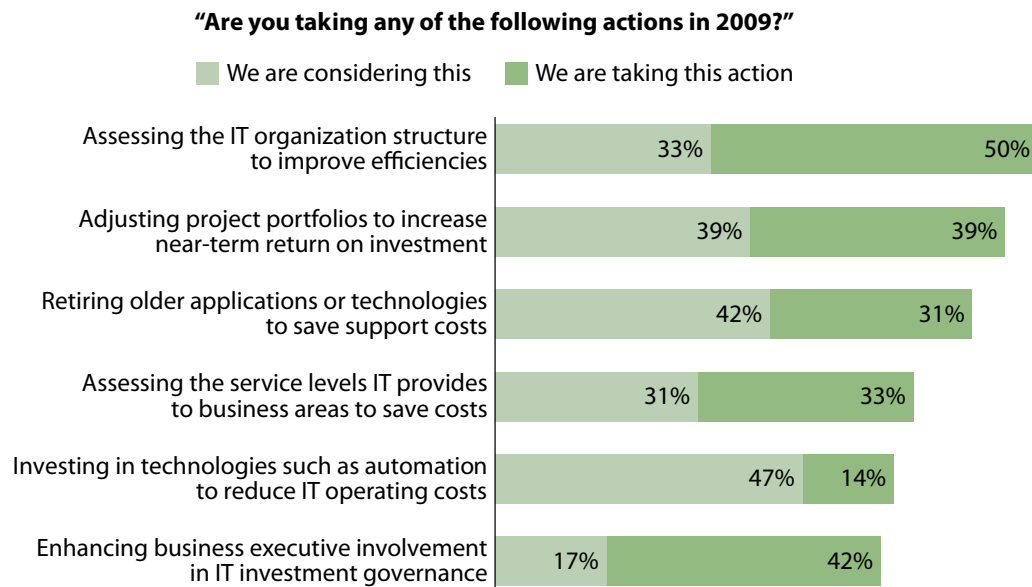 “Are you taking any of the following actions in 2009?”
We are considering this We are taking this action
Assessing the IT organization structure
to improve efficiencies
33% 50%
Adjusting project portfolios to increase
near-term return on investment
39% 39%
Retiring older applications or technologies
to save support costs
42% 31%
Assessing the service levels IT provides
to business areas to save costs
31% 33%
Investing in technologies such as automation
to reduce IT operating costs
47% 14%
Enhancing business executive involvement
in IT investment governance
17% 42%